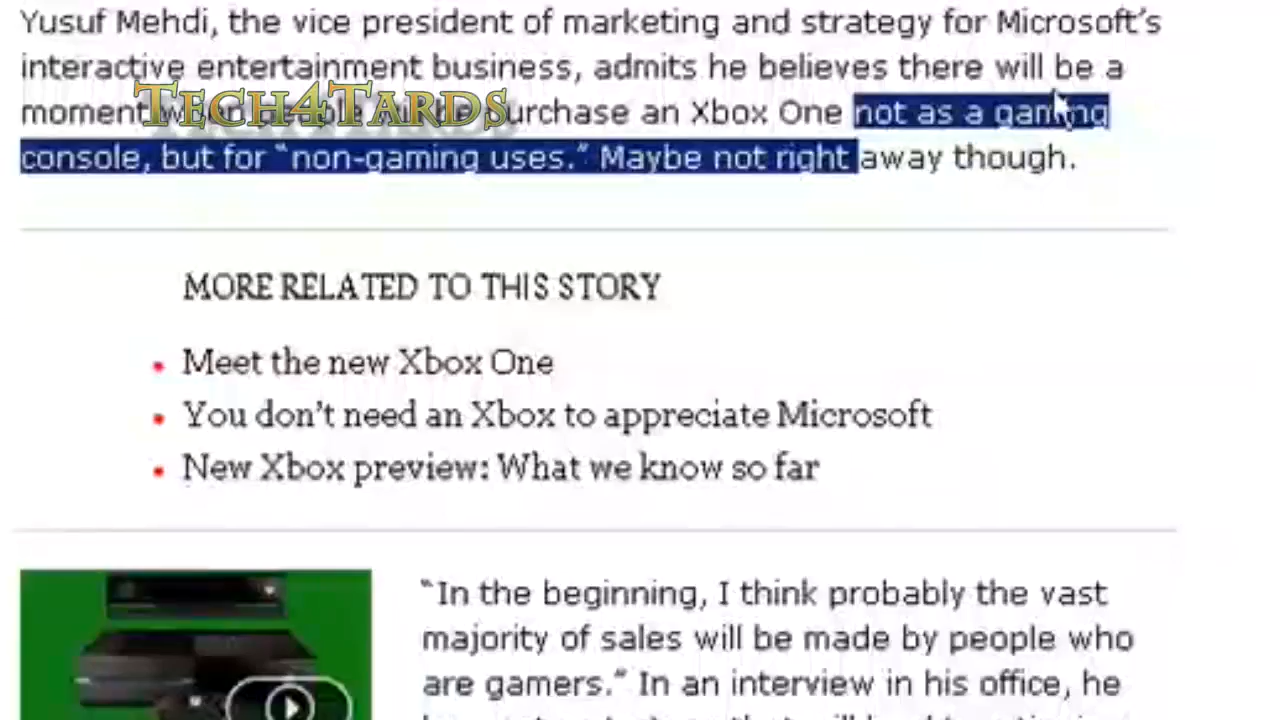 Yusuf Mehdi, the vice president of marketing and strategy for Microsoft's
interactive entertainment business, admits he believes there will be a
moment urchase an Xbox One not as a gaming
Tech4Tards
console, but for “non-gaming uses.” Maybe not right away though.
MORE RELATED TO THIS STORY
Meet the new Xbox One
You don't need an Xbox to appreciate Microsoft
New Xbox preview: What we know so far
“In the beginning, I think probably the vast
majority of sales will be made by people who
are gamers.” In an interview in his office, he